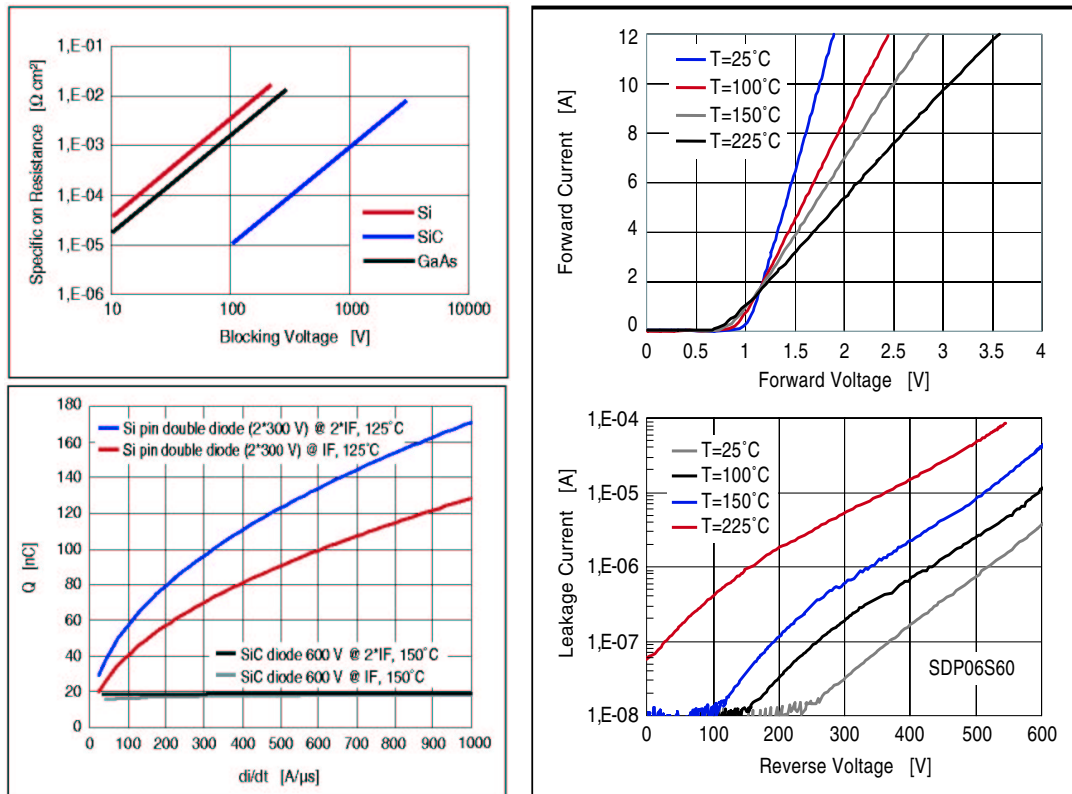 1,E-01
1,E-02
1,E-03
1,E-04
1,E-05
1,E-06
Specific on Resistance [Ω cm²]
Si
SiC
GaAs
10 100 1000 10000
Blocking Voltage [V]
180
160
140
120
100
80
60
40
20
0
Q [nC]
Si pin double diode (2*300 V) @ 2*IF, 125°C
Si pin double diode (2*300 V) @ IF, 125°C
SiC diode 600 V @ 2*IF, 150°C
SiC diode 600 V @ IF, 150°C
0 100 200 300 400 500 600 700 800 900 1000
di/dt [A/µs]
12
10
8
6
4
2
0
Forward Current [A]
T=25°C
T=100°C
T=150°C
T=225°C
0 0.5 1.0 1.5 2 2.5 3 3.5 4
Forward Voltage [V]
1,E-04
1,E-05
1,E-06
1,E-07
1,E-08
Leakage Current [A]
T=25°C
T=100°C
T=150°C
T=225°C
SDP06S60
0 100 200 300 400 500 600
Reverse Voltage [V]